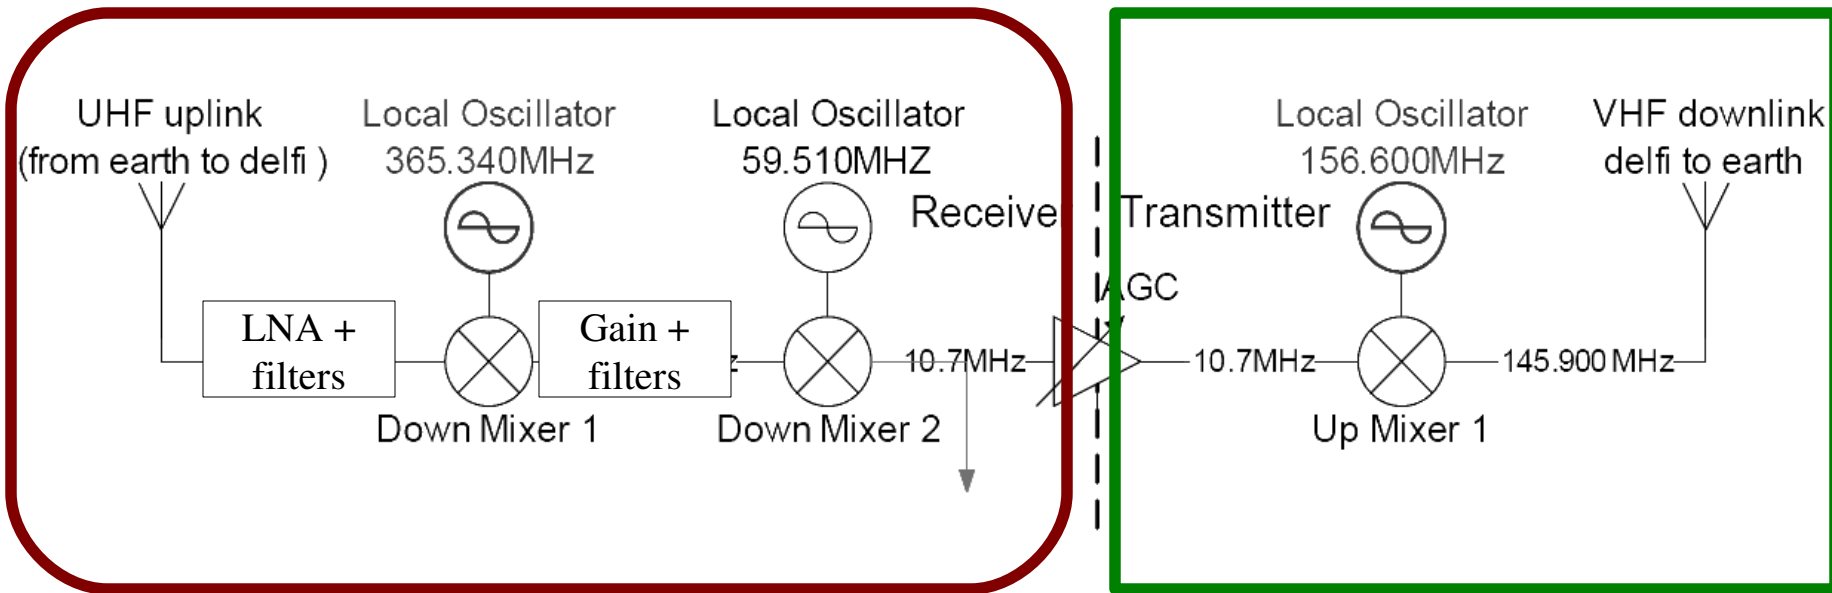 UHF uplink
(from earth to delfi )
Local Oscillator
365.340MHz
Local Oscillator
59.510MHZ
Local Oscillator
156.600MHz
VHF downlink
delfi to earth
Receive
Transmitter
AGC
LNA +
filters
Gain +
filters
10.7MHz
10.7MHz
145.900 MHz
Down Mixer 1
Down Mixer 2
Up Mixer 1